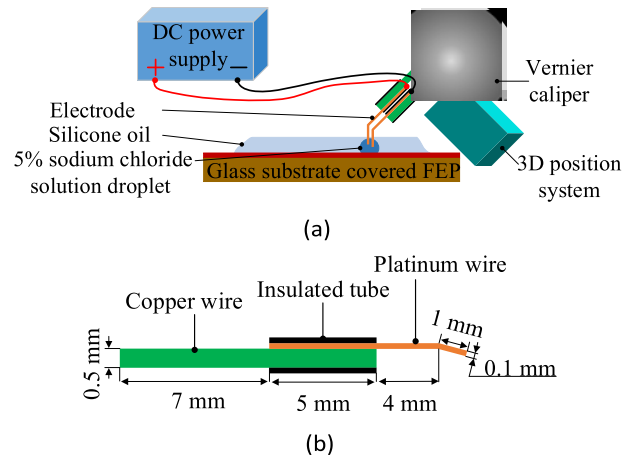 DC power
supply
+ −
Vernier
caliper
Electrode
Silicone oil
5% sodium chloride
solution droplet
Glass substrate covered FEP
3D position
system
(a)
Platinum wire
Insulated tube
Copper wire
1 mm
0.5 mm
0.1 mm
7 mm
5 mm
4 mm
(b)